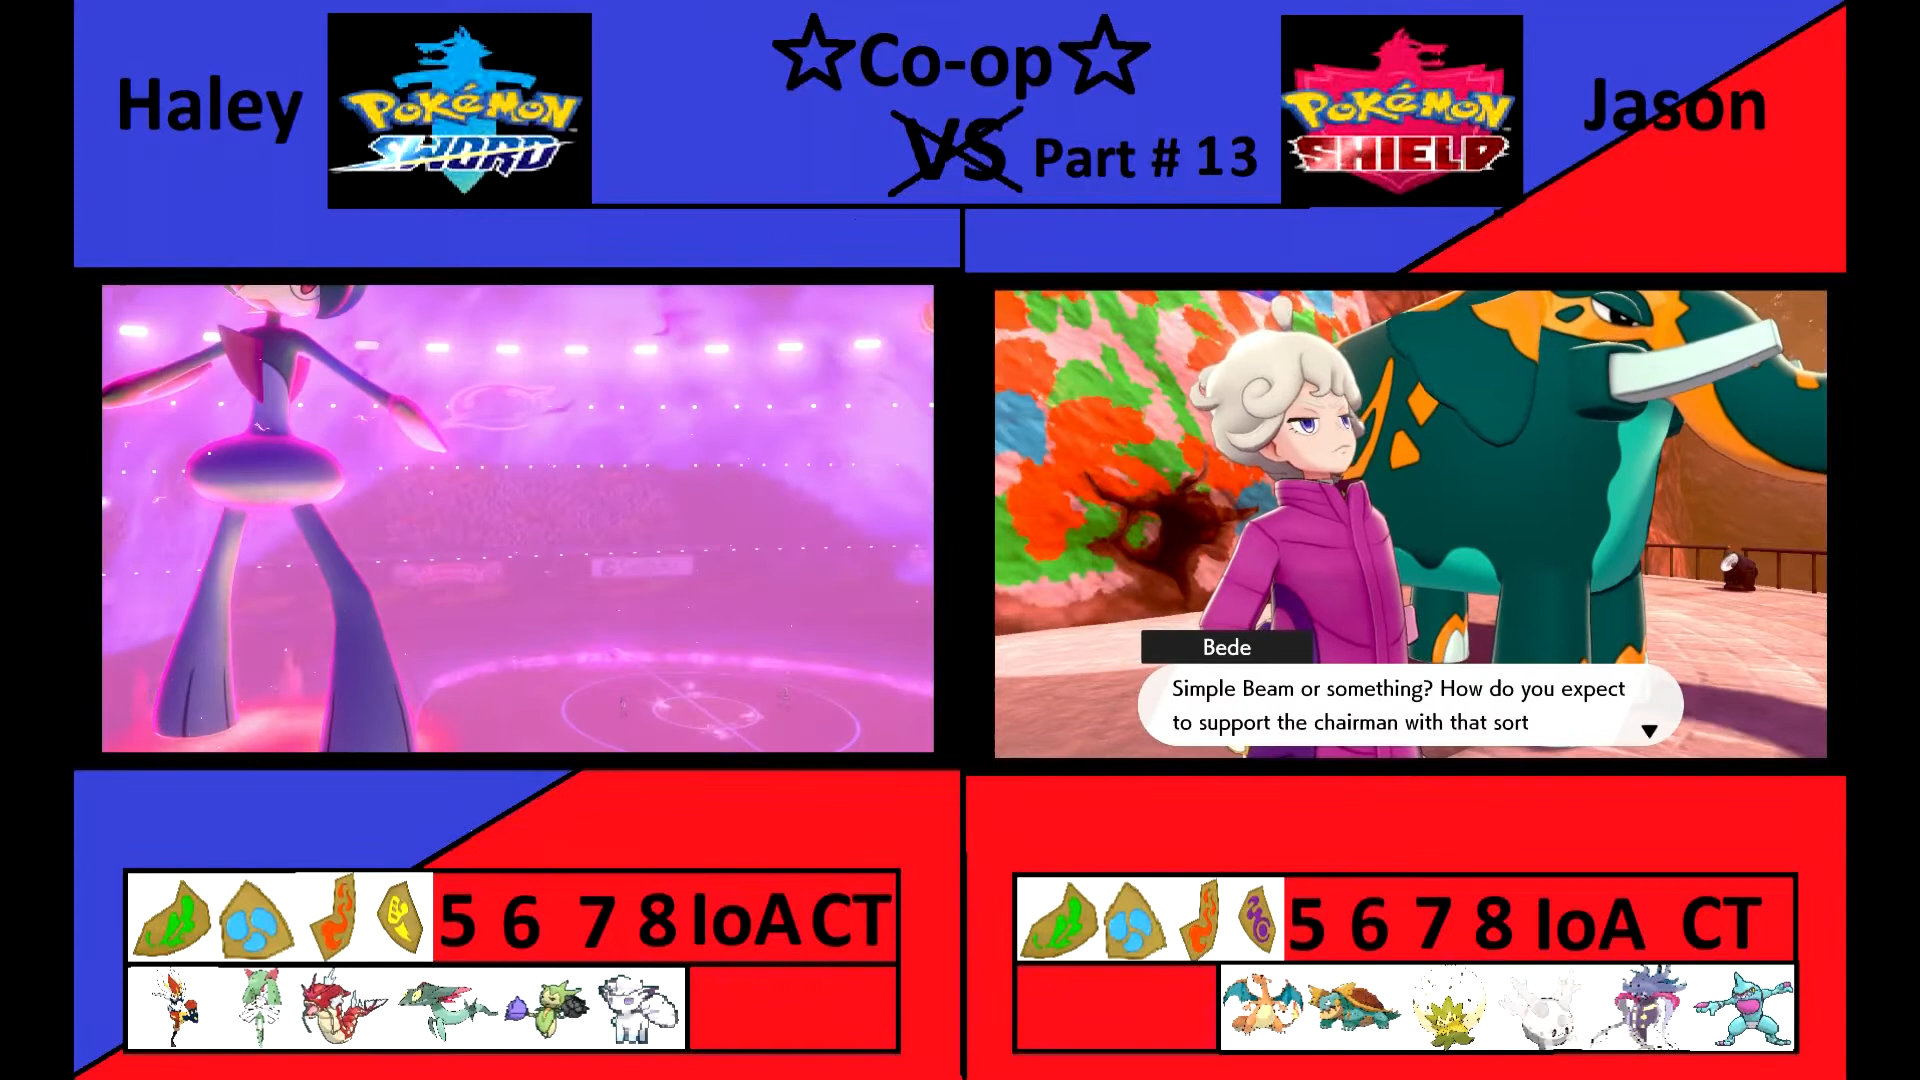 Haley
POKéMON
SWORD
☆Co-op☆
VS Part # 13
POKéMON
SHIELD
Jason
Bede
Simple Beam or something? How do you expect
to support the chairman with that sort
5 6 7 8 IoA CT
5 6 7 8 IoA CT